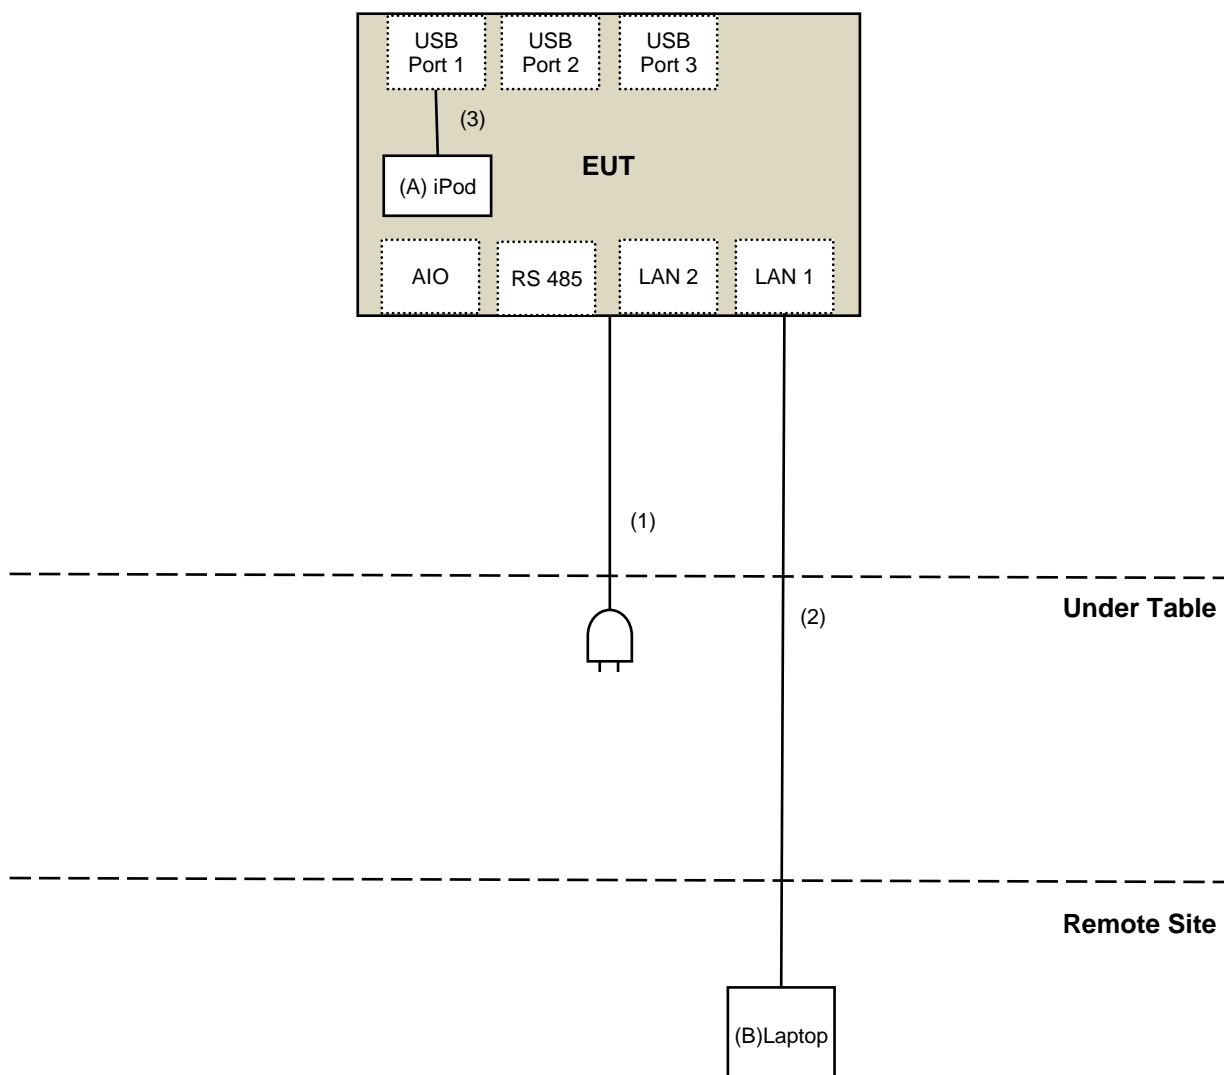 USB
Port 1
USB
Port 2
USB
Port 3
(3)
EUT
(A) iPod
AIO
RS 485
LAN 2
LAN 1
(1)
Under Table
(2)
Remote Site
(B)Laptop